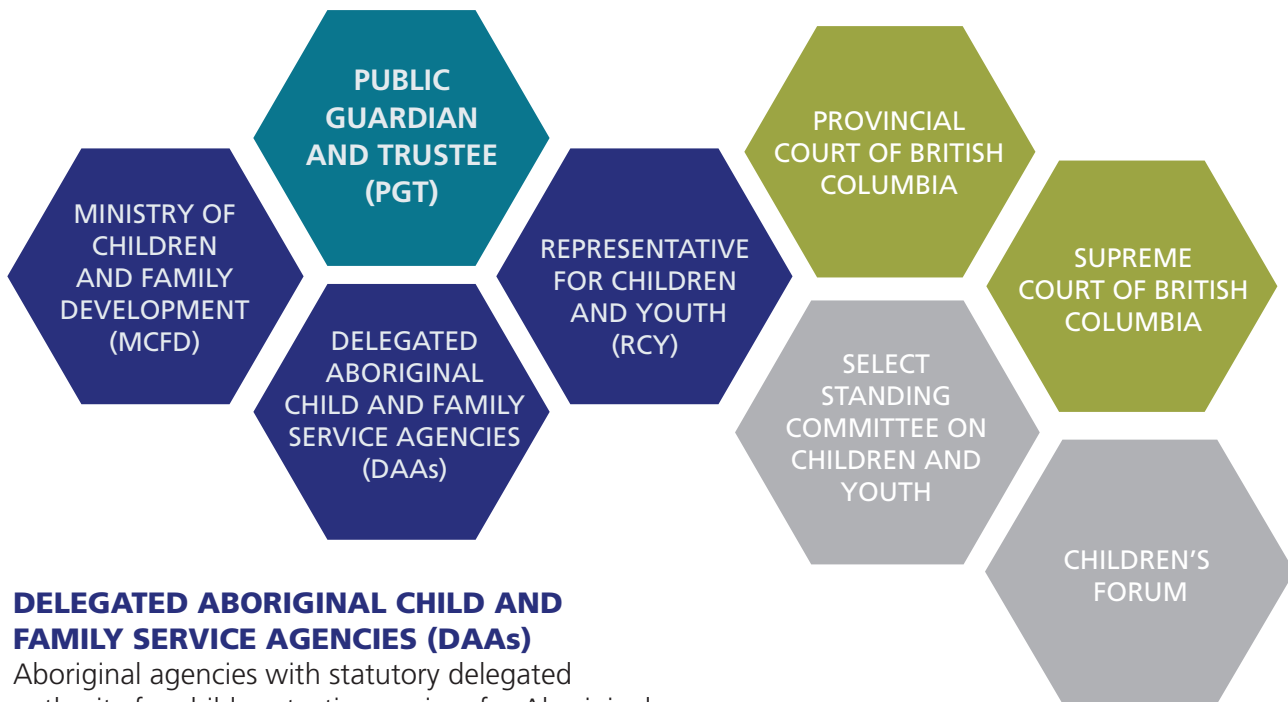 PUBLIC
GUARDIAN
AND TRUSTEE
(PGT)
MINISTRY OF
CHILDREN
AND FAMILY
DEVELOPMENT
(MCFD)
DELEGATED
ABORIGINAL
CHILD AND FAMILY
SERVICE AGENCIES
(DAAs)
REPRESENTATIVE
FOR CHILDREN
AND YOUTH
(RCY)
PROVINCIAL
COURT OF BRITISH
COLUMBIA
SUPREME
COURT OF BRITISH
COLUMBIA
SELECT
STANDING
COMMITTEE ON
CHILDREN AND
YOUTH
CHILDREN’S
FORUM
DELEGATED ABORIGINAL CHILD AND
FAMILY SERVICE AGENCIES (DAAs)
Aboriginal agencies with statutory delegated